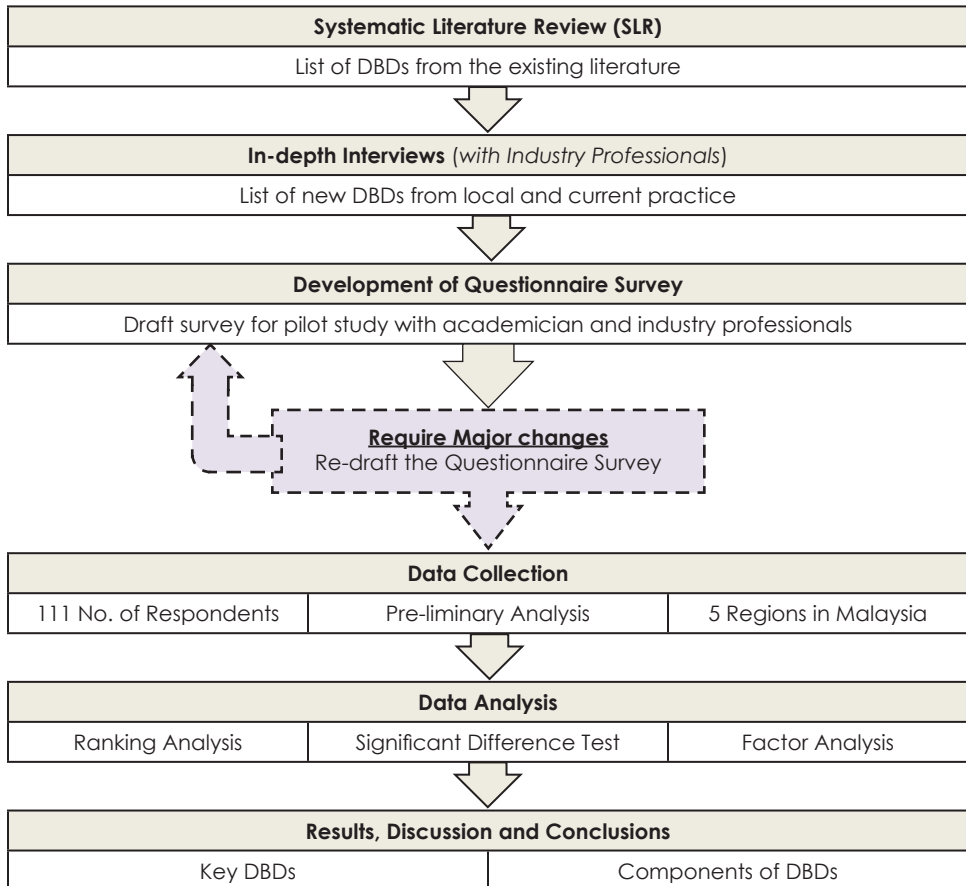 Systematic Literature Review (SLR)
List of DBDs from the existing literature
In-depth Interviews (with Industry Professionals)
List of new DBDs from local and current practice
Development of Questionnaire Survey
Draft survey for pilot study with academician and industry professionals
Require Major changes
Re-draft the Questionnaire Survey
Data Collection
111 No. of Respondents
Pre-liminary Analysis
5 Regions in Malaysia
Data Analysis
Ranking Analysis
Significant Difference Test
Factor Analysis
Results, Discussion and Conclusions
Key DBDs
Components of DBDs